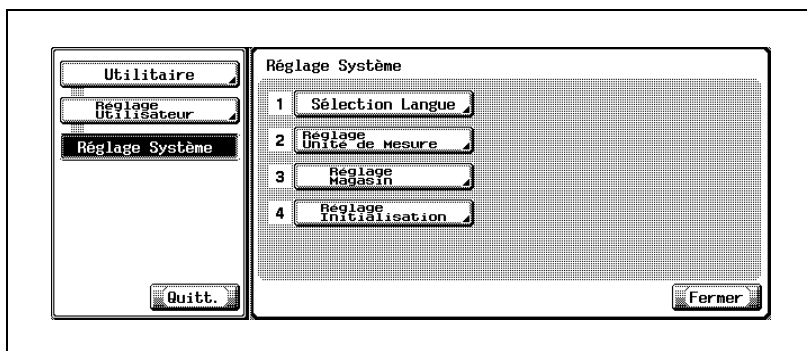 Utilitaire
Réglage
Utilisateur
Réglage Système
Quitt.
Réglage Système
1 Sélection Langue
2 Réglage
Unité de Mesure
3 Réglage
Magasin
4 Réglage
Initialisation
Fermer